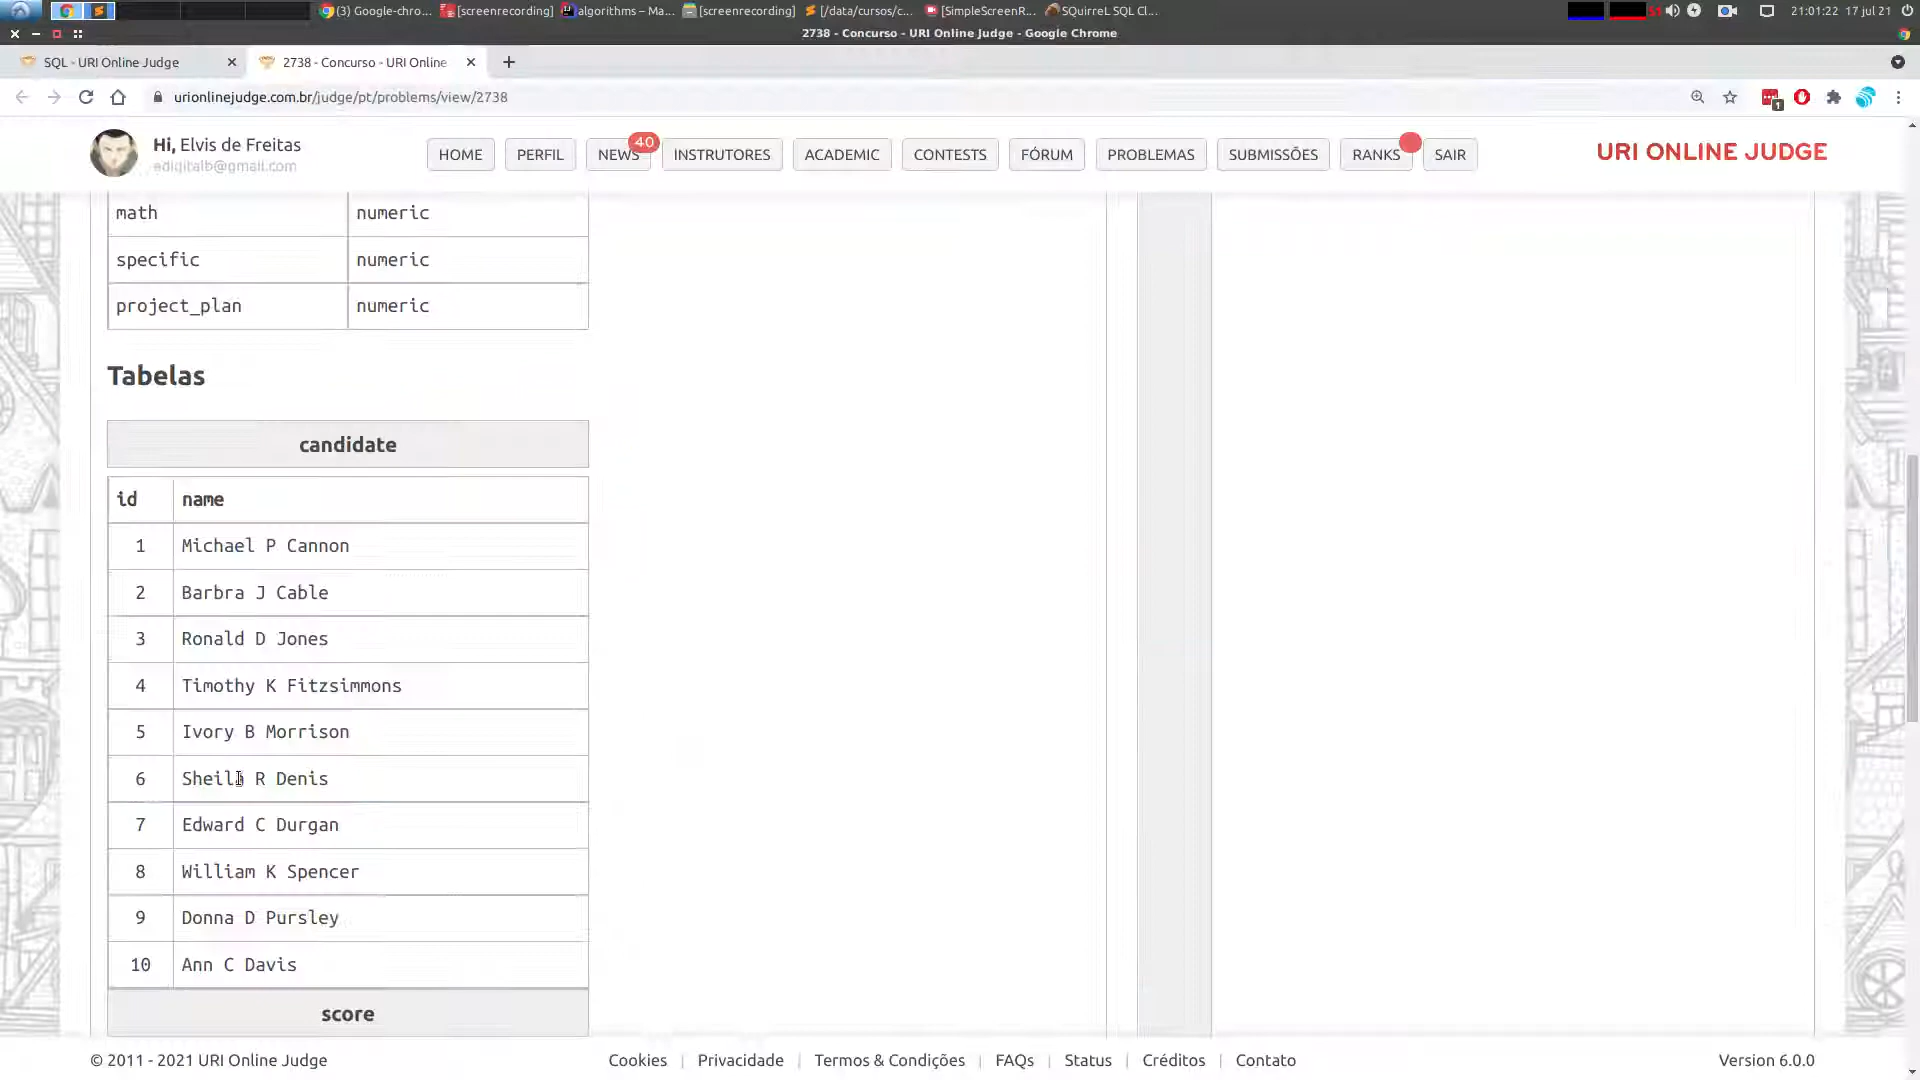 (3) Google-chro...
[screenrecording]
algorithms – Ma...
[screenrecording]
[/data/cursos/c...
[SimpleScreenR...
SQuirreL SQL Cl...
21:01:22 17 jul 21
2738 - Concurso - URI Online Judge - Google Chrome
SQL - URI Online Judge
2738 - Concurso - URI Online
urionlinejudge.com.br/judge/pt/problems/view/2738
1
Hi, Elvis de Freitas
edigitalb@gmail.com
HOME
PERFIL
NEWS
40
INSTRUTORES
ACADEMIC
CONTESTS
FÓRUM
PROBLEMAS
SUBMISSÕES
RANKS
SAIR
URI ONLINE JUDGE
math numeric
specific numeric
project_plan numeric
Tabelas
candidate
id name
1 Michael P Cannon
2 Barbra J Cable
3 Ronald D Jones
4 Timothy K Fitzsimmons
5 Ivory B Morrison
6 Sheila R Denis
7 Edward C Durgan
8 William K Spencer
9 Donna D Pursley
10 Ann C Davis
score
© 2011 - 2021 URI Online Judge
Cookies | Privacidade | Termos & Condições | FAQs | Status | Créditos | Contato
Version 6.0.0